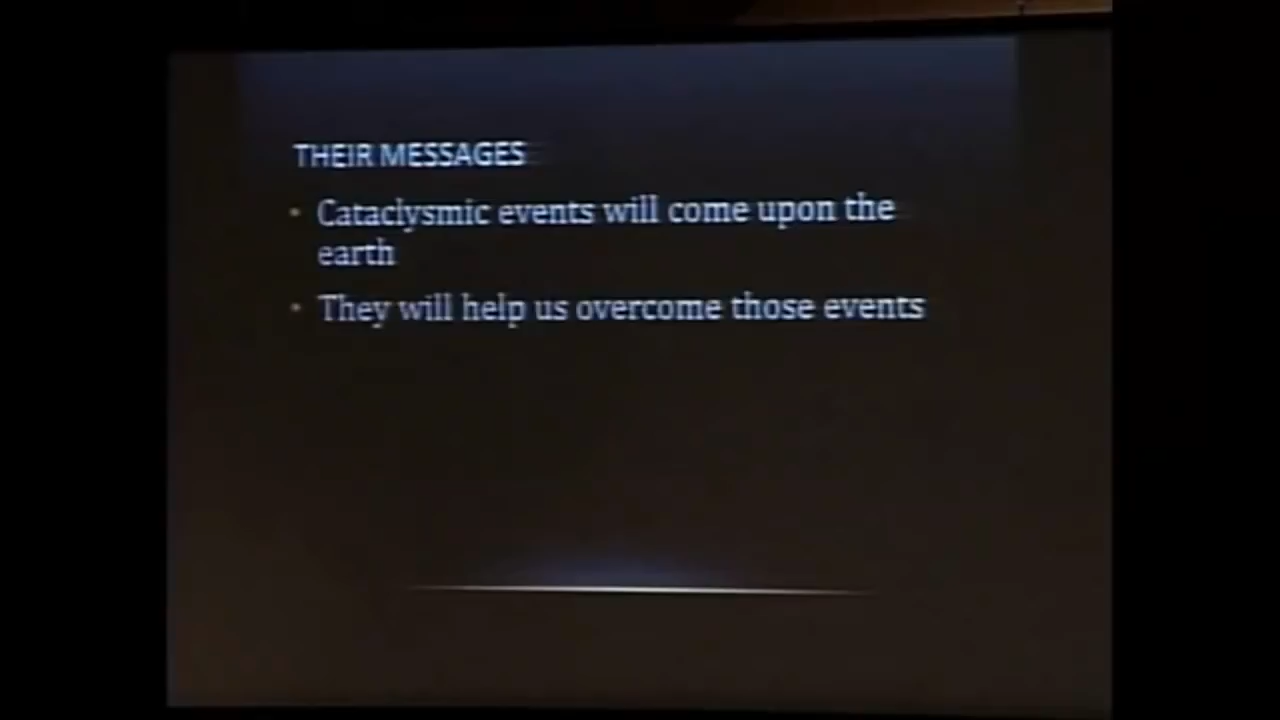 THEIR MESSAGES
• Cataclysmic events will come upon the
earth
• They will help us overcome those events